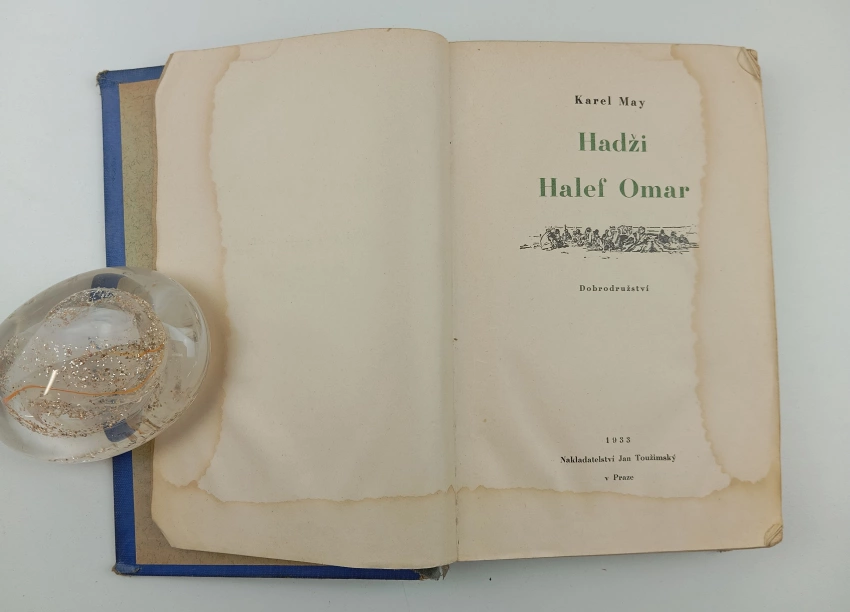 Karel May
Hadži
Halef Omar
Dobrodružství
1933
Nakladatelství Jan Toužimský
v Praze